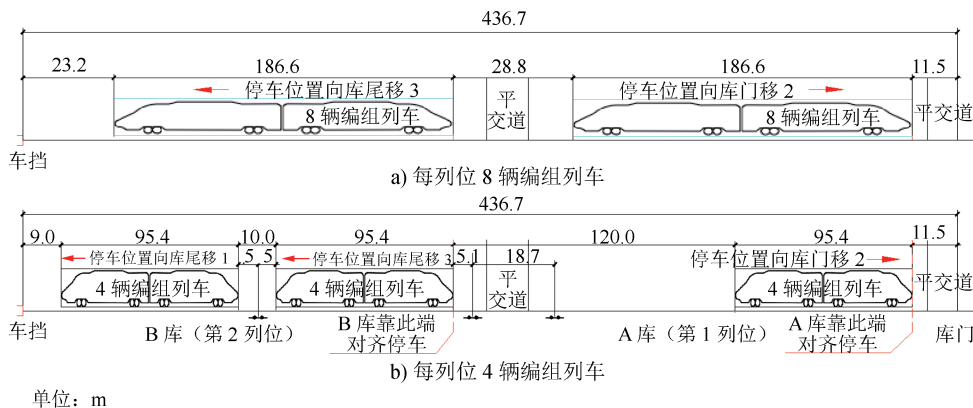 436.7
23.2 186.6 28.8 186.6 11.5
停车位置向库尾移 3 停车位置向库门移 2
平交道 平交道
8 辆编组列车 8 辆编组列车
车挡
a) 每列位 8 辆编组列车
436.7
9.0 95.4 10.0 95.4 120.0 95.4 11.5
停车位置向库尾移 1 5 5 停车位置向库尾移 3 5.1 18.7 停车位置向库门移 2
平交道 平交道
4 辆编组列车 4 辆编组列车 4 辆编组列车
车挡 B 库（第 2 列位） B 库靠此端 A 库（第 1 列位） A 库靠此端 库门
对齐停车 对齐停车
b) 每列位 4 辆编组列车
单位：m